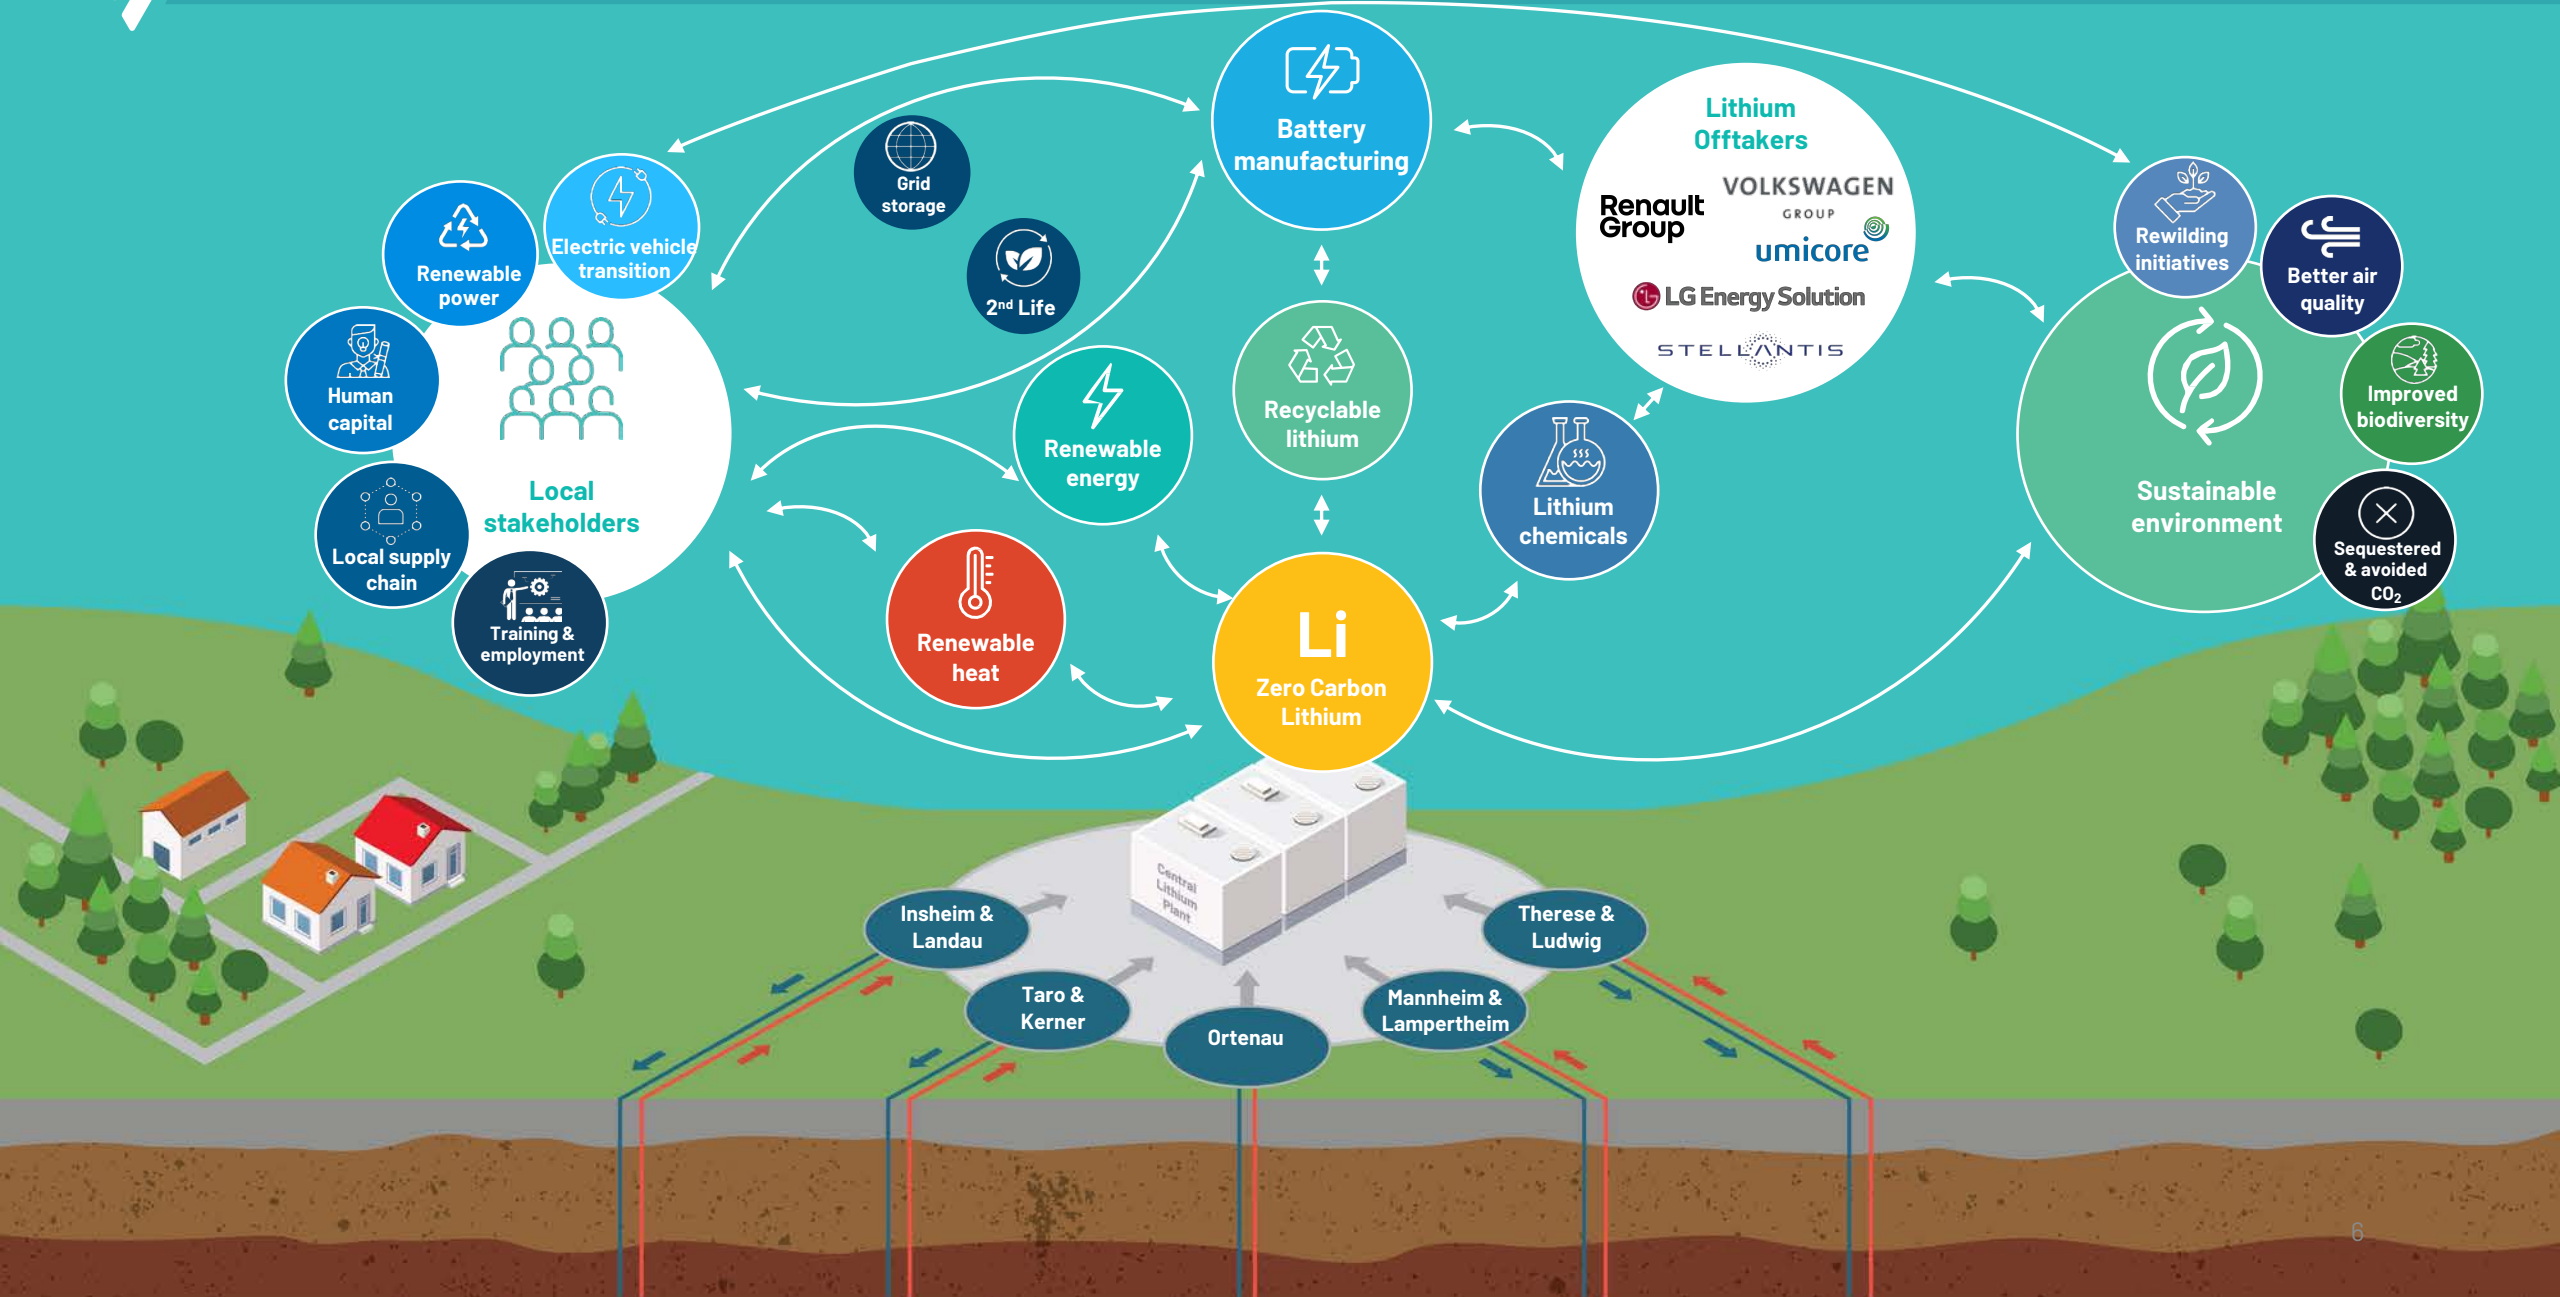 Battery
manufacturing
Lithium
Offtakers
Renault
Group
VOLKSWAGEN
GROUP
umicore
LG Energy Solution
STELLANTIS
Grid
storage
2nd Life
Electric vehicle
transition
Renewable
power
Human
capital
Local supply
chain
Training &
employment
Local
stakeholders
Renewable
energy
Renewable
heat
Recyclable
lithium
Lithium
chemicals
Li
Zero Carbon
Lithium
Rewilding
initiatives
Better air
quality
Improved
biodiversity
Sequestered
& avoided
CO₂
Sustainable
environment
Central
Lithium
Plant
Insheim &
Landau
Taro &
Kerner
Ortenau
Mannheim &
Lampertheim
Therese &
Ludwig
6